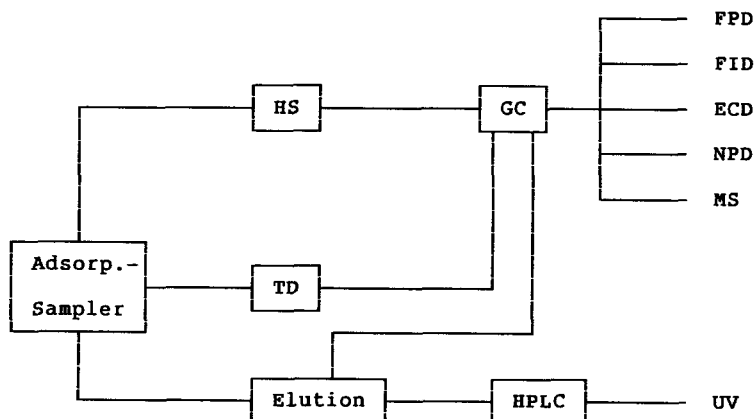 FPD
FID
HS
GC
ECD
NPD
MS
Adsorp.-
Sampler
TD
Elution
HPLC
UV